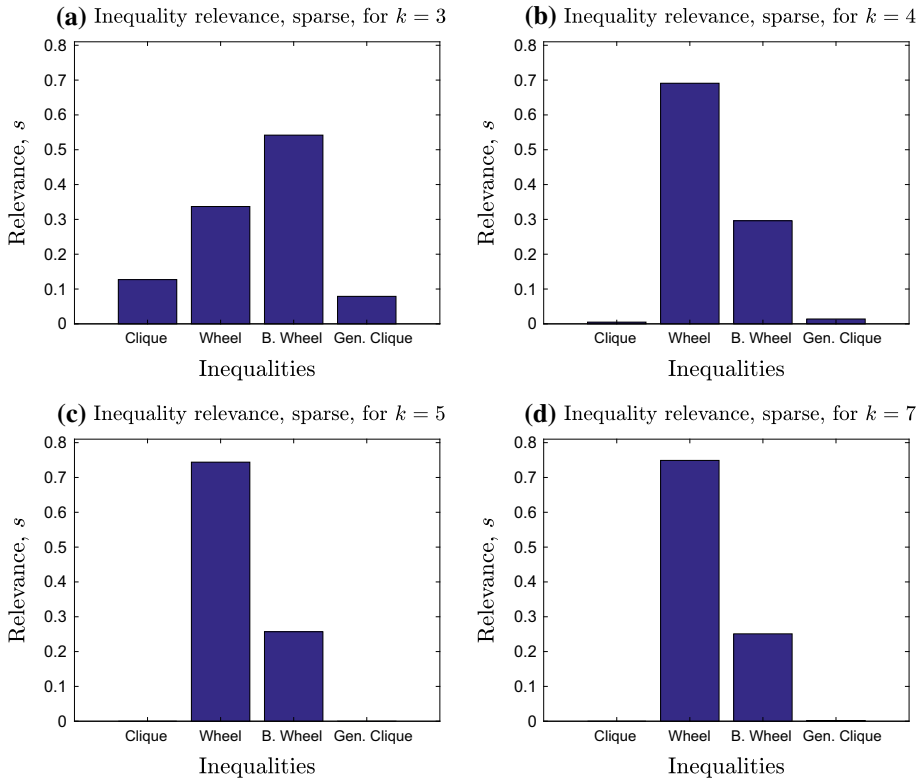 (a) Inequality relevance, sparse, for k = 3
0.8
0.7
0.6
0.5
0.4
0.3
0.2
0.1
0
Relevance, s
Clique Wheel B. Wheel Gen. Clique
Inequalities
(b) Inequality relevance, sparse, for k = 4
0.8
0.7
0.6
0.5
0.4
0.3
0.2
0.1
0
Relevance, s
Clique Wheel B. Wheel Gen. Clique
Inequalities
(c) Inequality relevance, sparse, for k = 5
0.8
0.7
0.6
0.5
0.4
0.3
0.2
0.1
0
Relevance, s
Clique Wheel B. Wheel Gen. Clique
Inequalities
(d) Inequality relevance, sparse, for k = 7
0.8
0.7
0.6
0.5
0.4
0.3
0.2
0.1
0
Relevance, s
Clique Wheel B. Wheel Gen. Clique
Inequalities